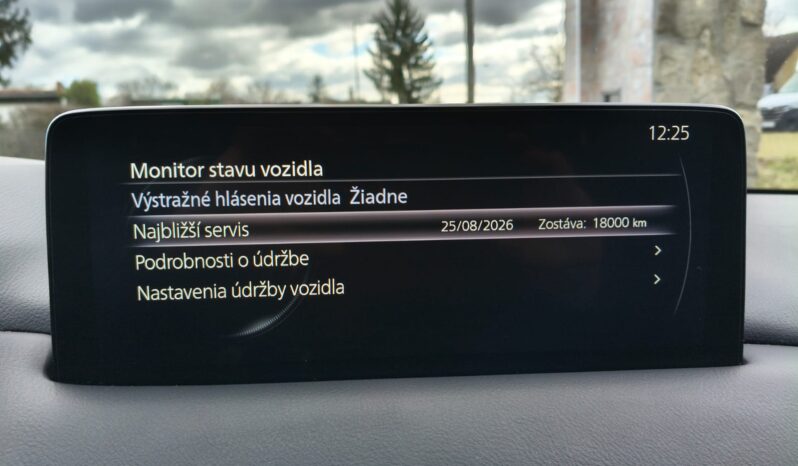 12:25
Monitor stavu vozidla
Výstražné hlásenia vozidla Žiadne
Najbližší servis 25/08/2026 Zostáva: 18000 km
Podrobnosti o údržbe
Nastavenia údržby vozidla